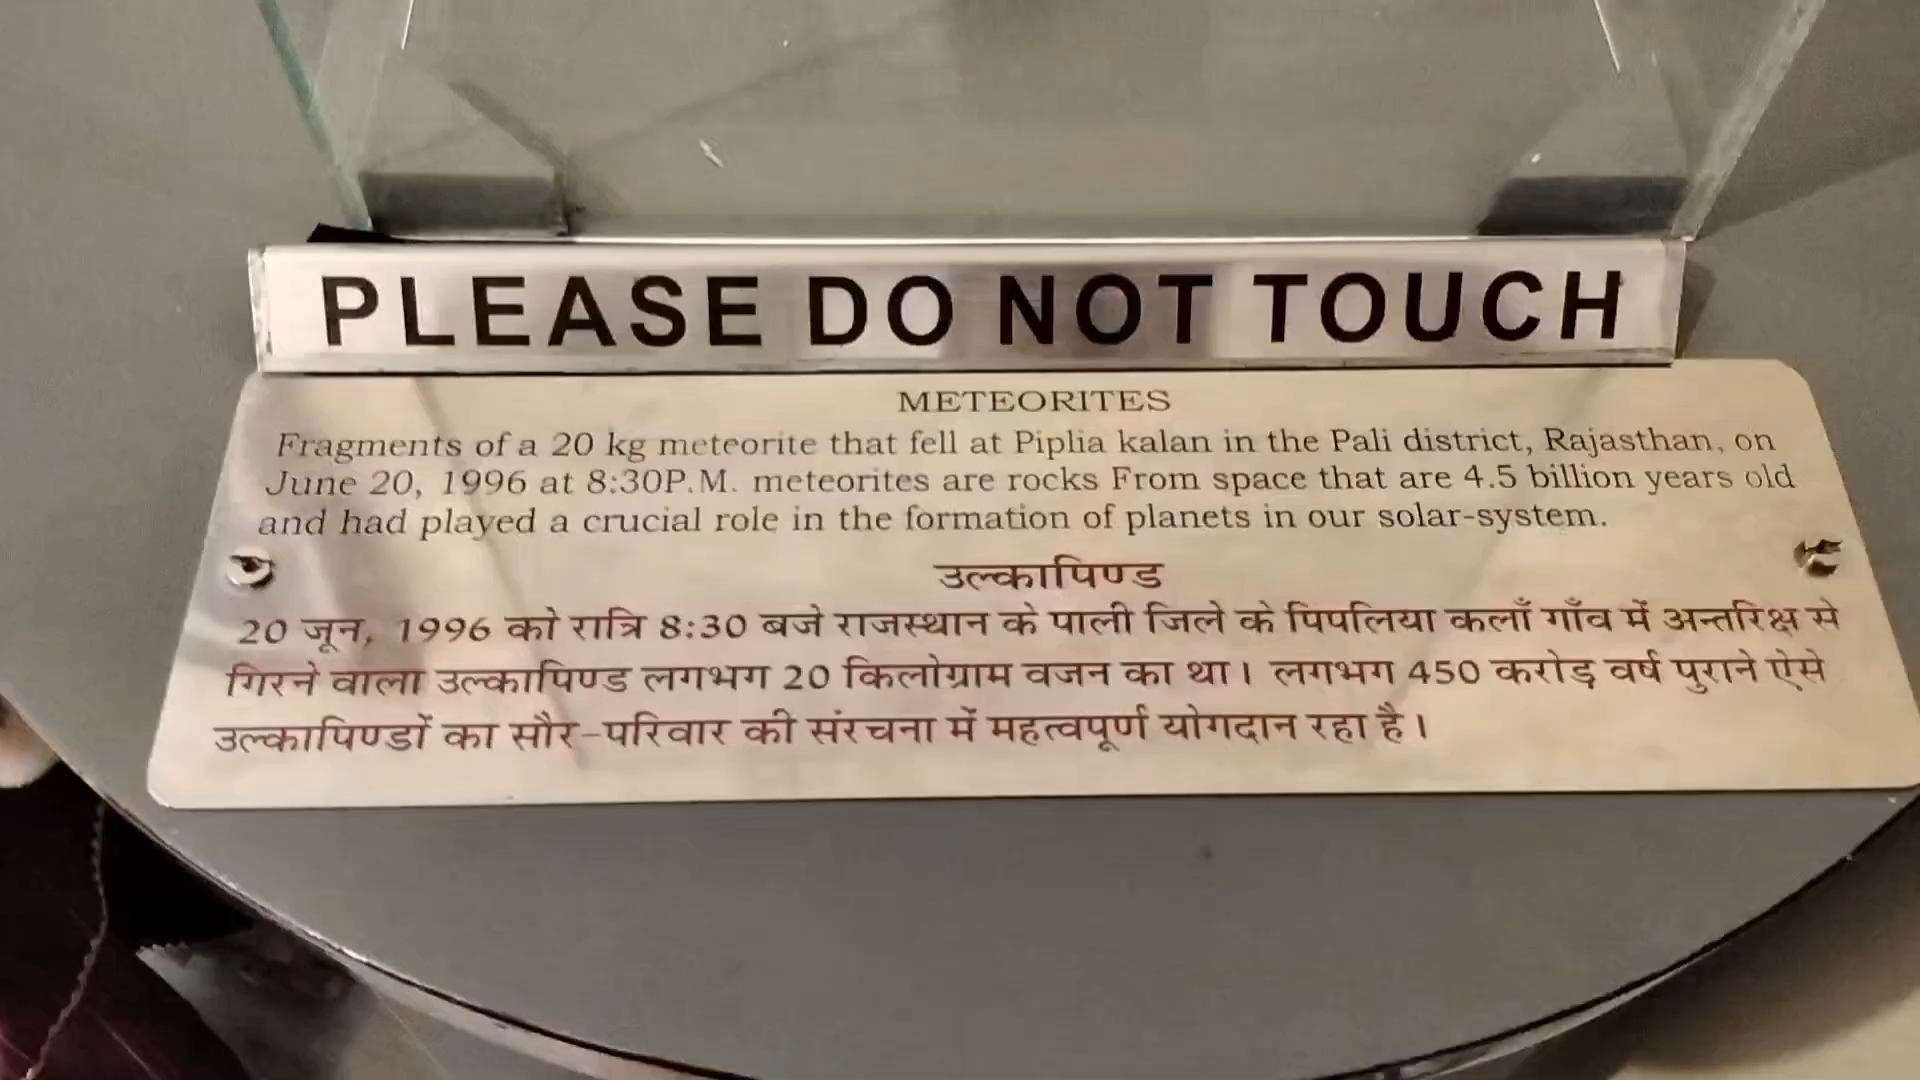 PLEASE DO NOT TOUCH
METEORITES
Fragments of a 20 kg meteorite that fell at Piplia kalan in the Pali district, Rajasthan, on
June 20, 1996 at 8:30P.M. meteorites are rocks From space that are 4.5 billion years old
and had played a crucial role in the formation of planets in our solar-system.
उल्कापिण्ड
20 जून, 1996 को रात्रि 8:30 बजे राजस्थान के पाली जिले के पिपलिया कलाँ गाँव में अन्तरिक्ष से
गिरने वाला उल्कापिण्ड लगभग 20 किलोग्राम वजन का था। लगभग 450 करोड़ वर्ष पुराने ऐसे
उल्कापिण्डों का सौर-परिवार की संरचना में महत्वपूर्ण योगदान रहा है।